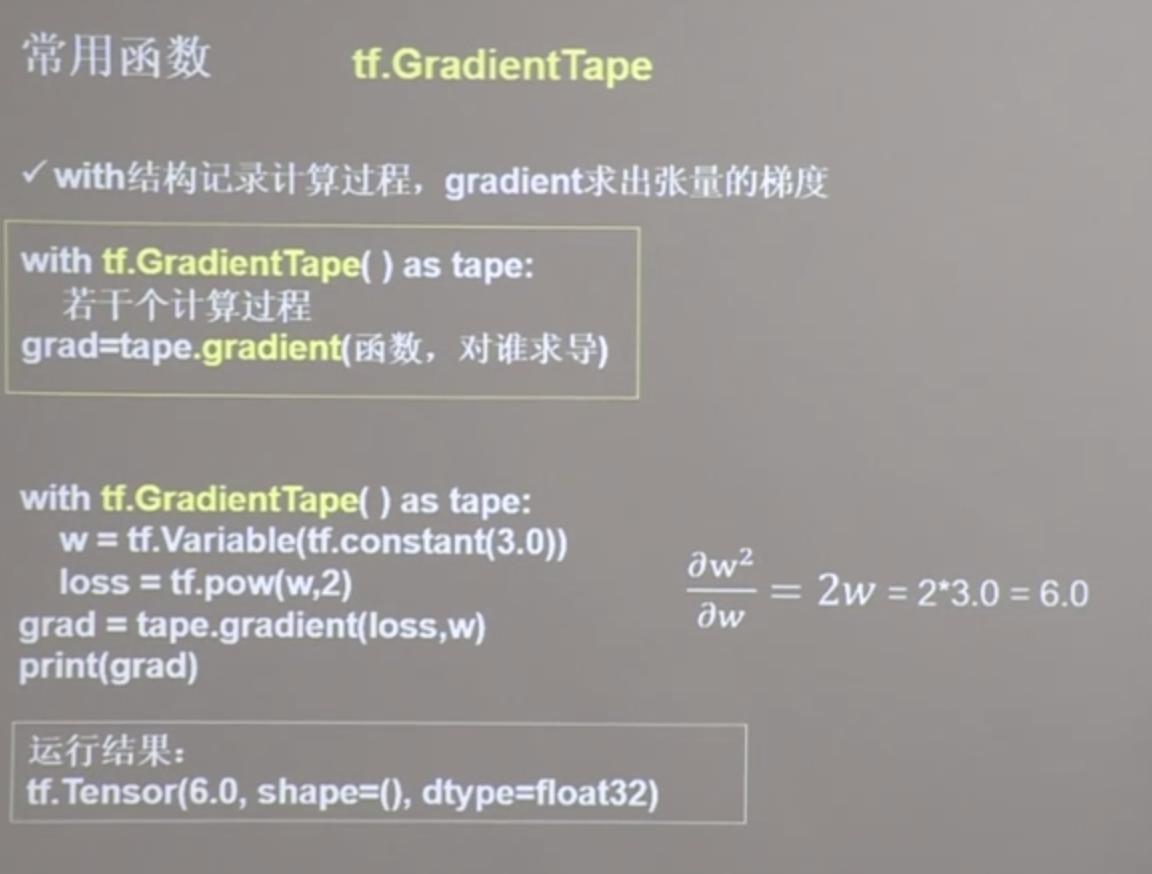 常用函数 tf.GradientTape
✓with结构记录计算过程，gradient求出张量的梯度
with tf.GradientTape( ) as tape:
若干个计算过程
grad=tape.gradient(函数，对谁求导)
with tf.GradientTape( ) as tape:
w = tf.Variable(tf.constant(3.0))
loss = tf.pow(w,2)
grad = tape.gradient(loss,w)
print(grad)
∂w²
∂w
= 2w = 2*3.0 = 6.0
运行结果：
tf.Tensor(6.0, shape=(), dtype=float32)